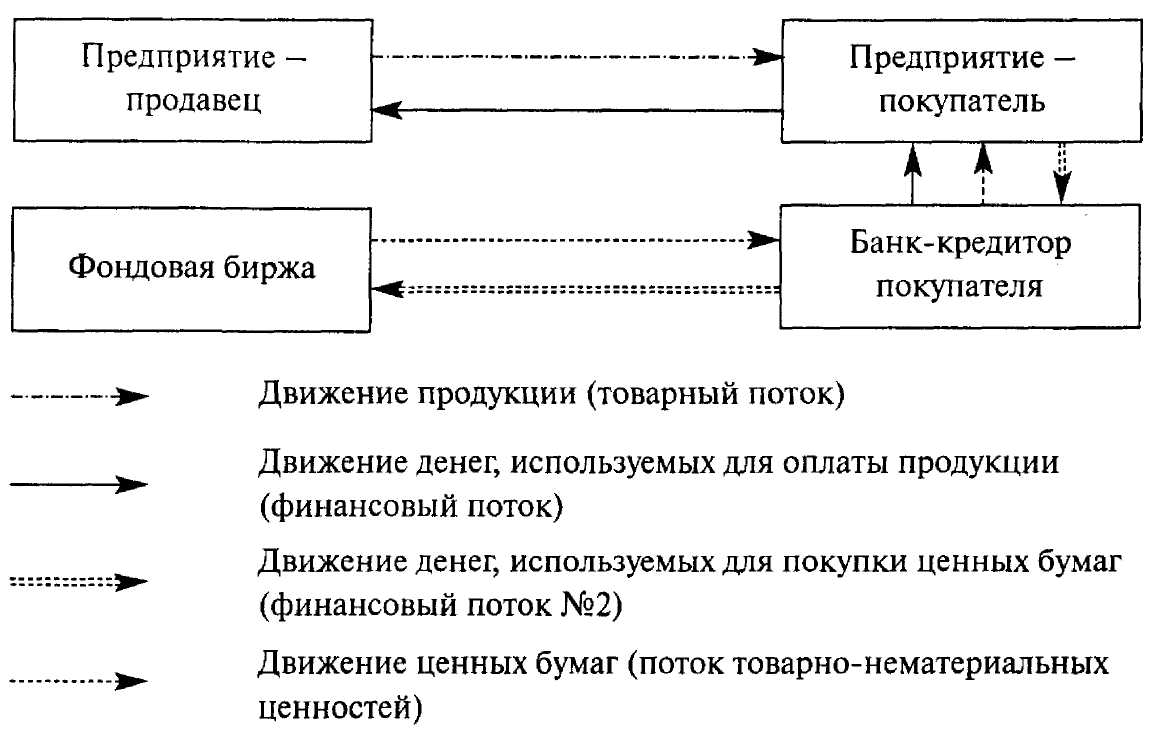 Предприятие –
продавец
Предприятие –
покупатель
Фондовая биржа
Банк-кредитор
покупателя
Движение продукции (товарный поток)
Движение денег, используемых для оплаты продукции
(финансовый поток)
Движение денег, используемых для покупки ценных бумаг
(финансовый поток №2)
Движение ценных бумаг (поток товарно-нематериальных
ценностей)